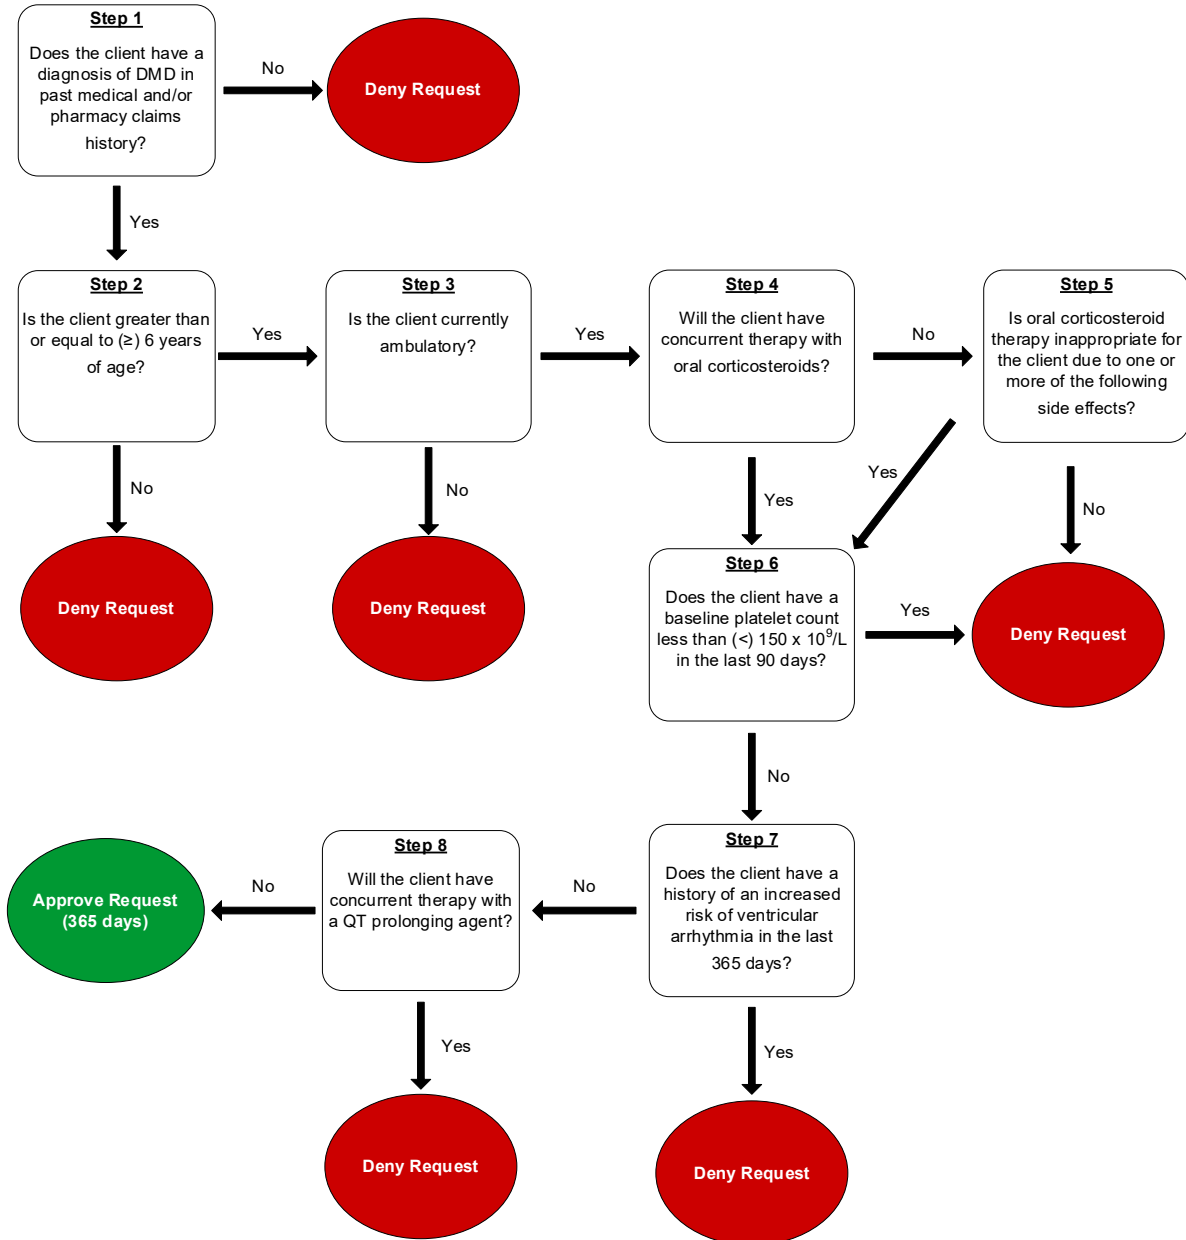 Step 1
Does the client have a
diagnosis of DMD in
past medical and/or
pharmacy claims
history?
No
Deny Request
Yes
Step 2
Is the client greater than
or equal to (≥) 6 years
of age?
Yes
Step 3
Is the client currently
ambulatory?
Yes
Step 4
Will the client have
concurrent therapy with
oral corticosteroids?
No
Step 5
Is oral corticosteroid
therapy inappropriate for
the client due to one or
more of the following
side effects?
No
Deny Request
No
Deny Request
Yes
Yes
No
Step 6
Does the client have a
baseline platelet count
less than (<) 150 x 10⁹/L
in the last 90 days?
Yes
Deny Request
No
Step 7
Does the client have a
history of an increased
risk of ventricular
arrhythmia in the last
365 days?
No
Step 8
Will the client have
concurrent therapy with
a QT prolonging agent?
No
Approve Request
(365 days)
Yes
Deny Request
Yes
Deny Request